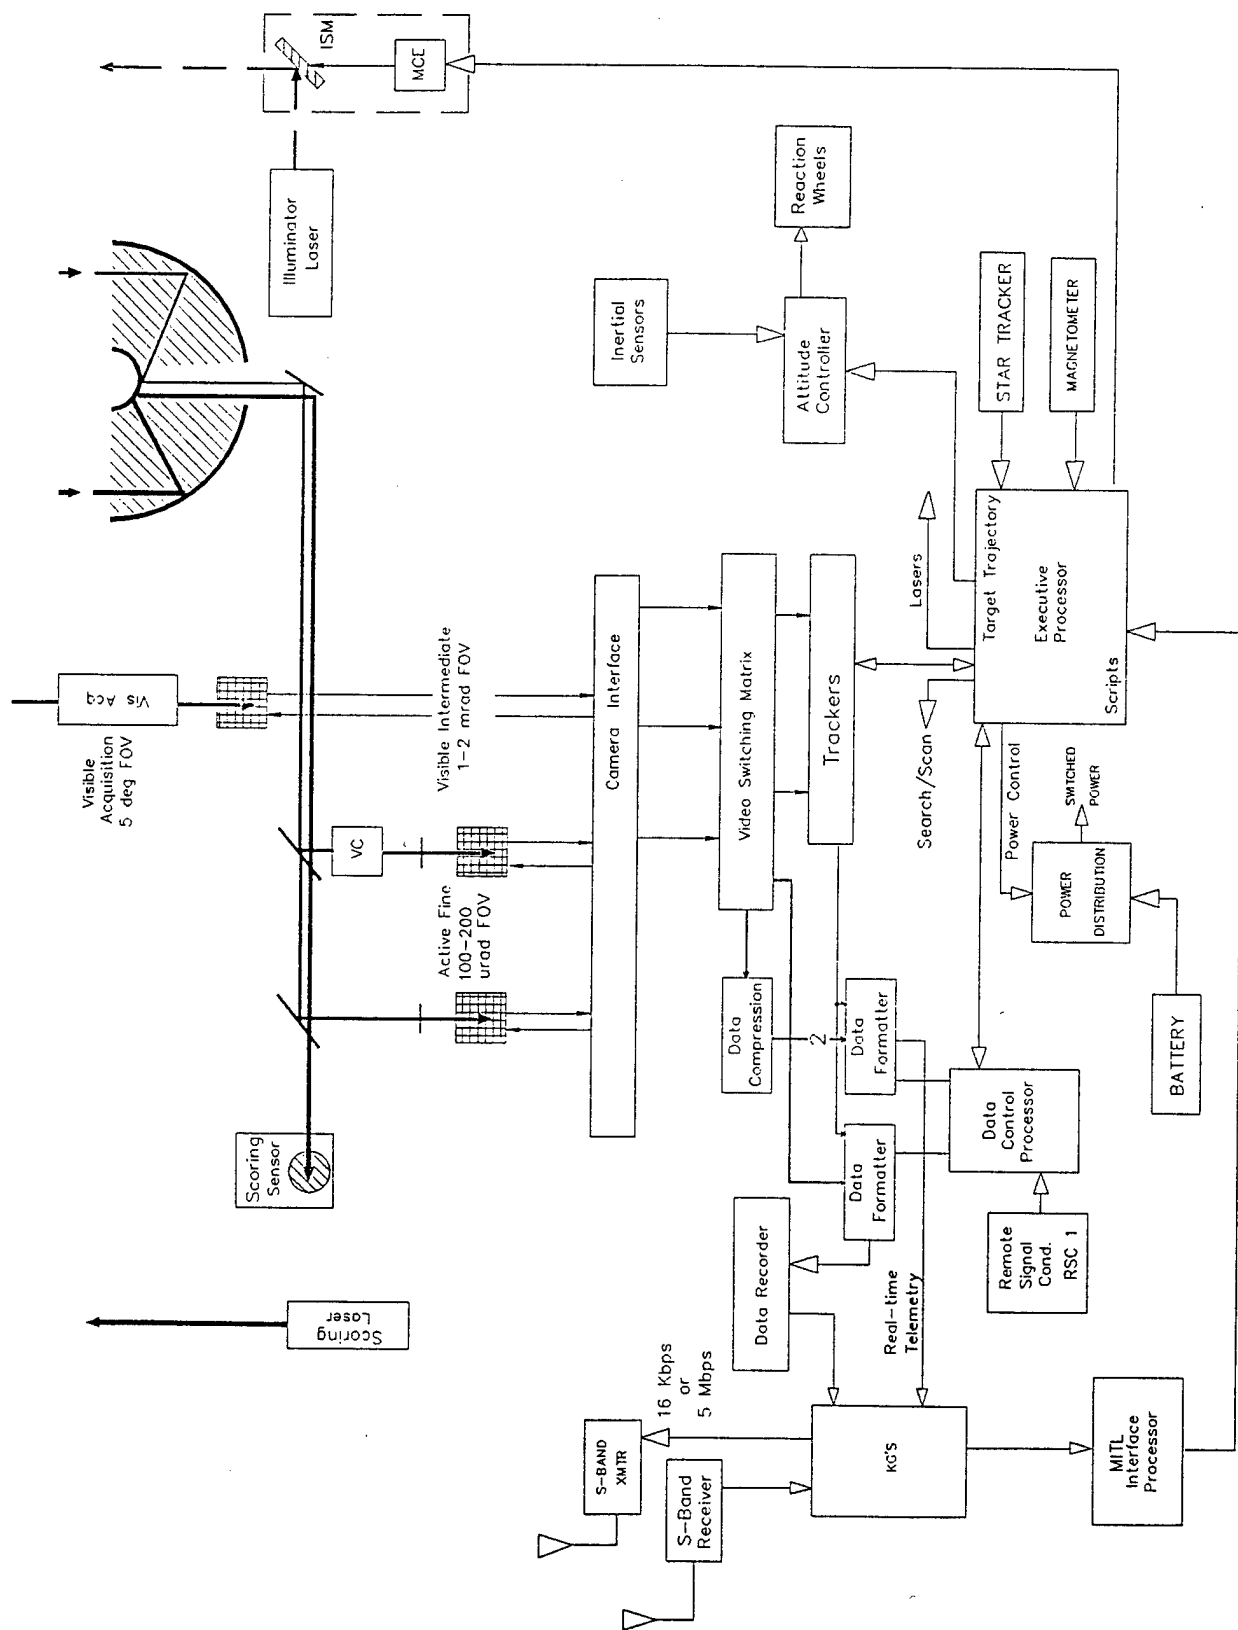 Scoring
Laser
Scoring
Sensor
Visible
Acquisition
5 deg FOV
Vis Acq
Illuminator
Laser
ISM
MCE
VC
Active Fine
100-200
urad FOV
Visible Intermediate
1-2 mrad FOV
Camera Interface
S-BAND
XMTR
16 Kbps
or
5 Mbps
S-Band
Receiver
Data Recorder
Data
Compression
Video Switching Matrix
Inertial
Sensors
Reaction
Wheels
KG'S
Real-time
Telemetry
Data
Formatter
2
Data
Formatter
Trackers
Attitude
Controller
Search/Scan
Lasers
Data
Control
Processor
Remote
Signal
Cond.
RSC 1
Power Control
SWITCHED
POWER
POWER
DISTRIBUTION
Target Trajectory
Executive
Processor
Scripts
STAR TRACKER
MAGNETOMETER
MITL
Interface
Processor
BATTERY